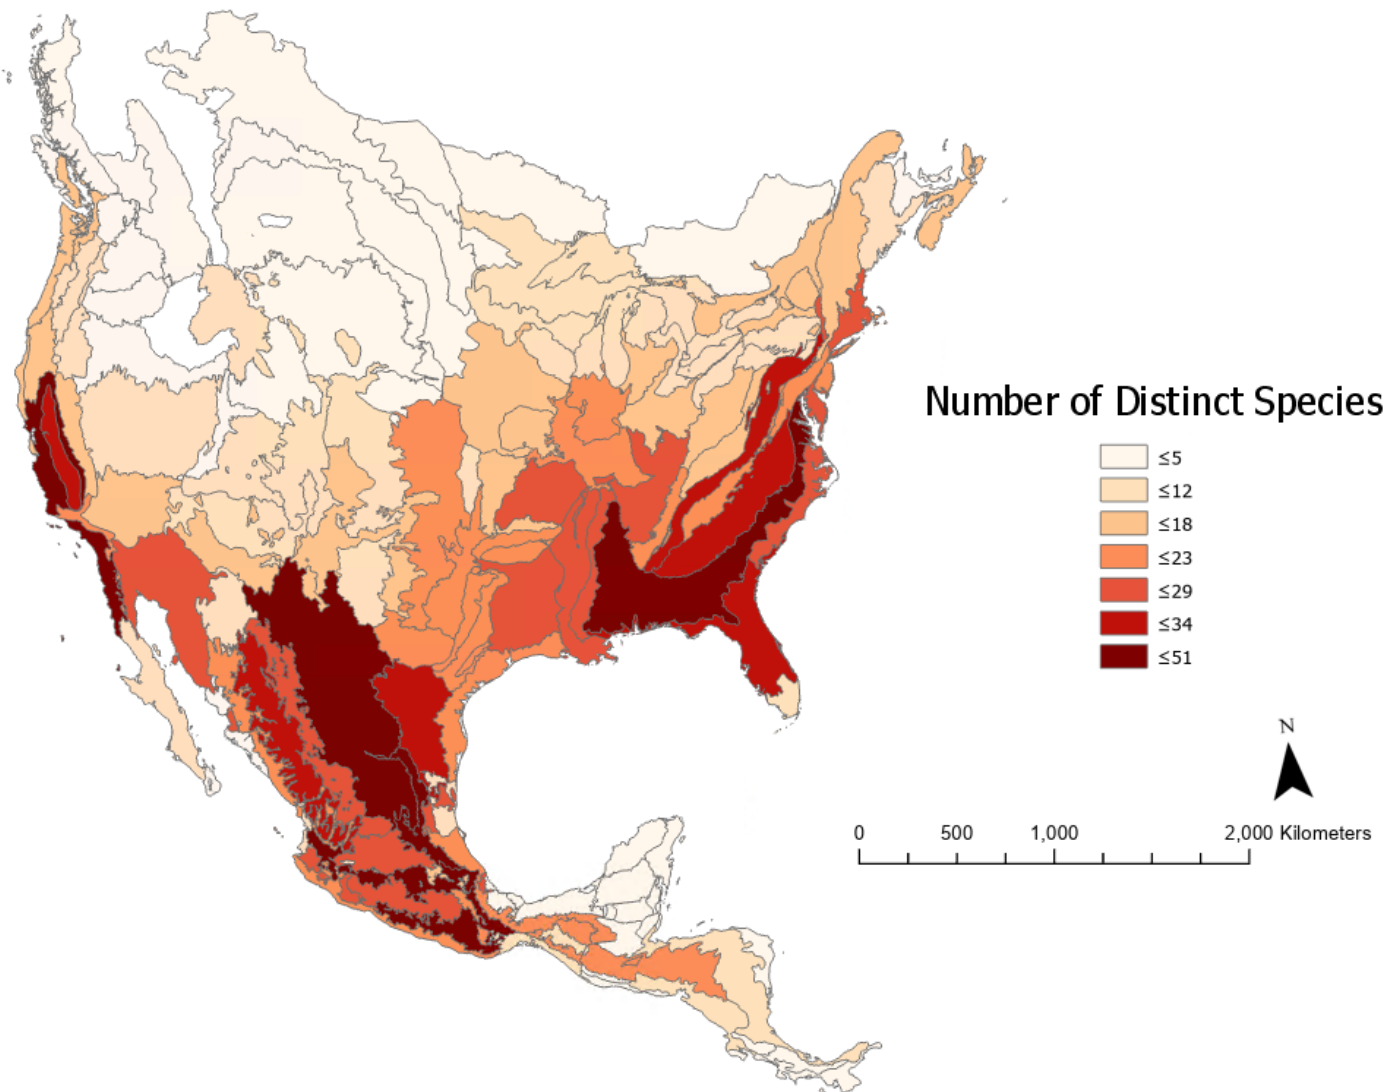 Number of Distinct Species
≤5
≤12
≤18
≤23
≤29
≤34
≤51
N
0 500 1,000 2,000 Kilometers